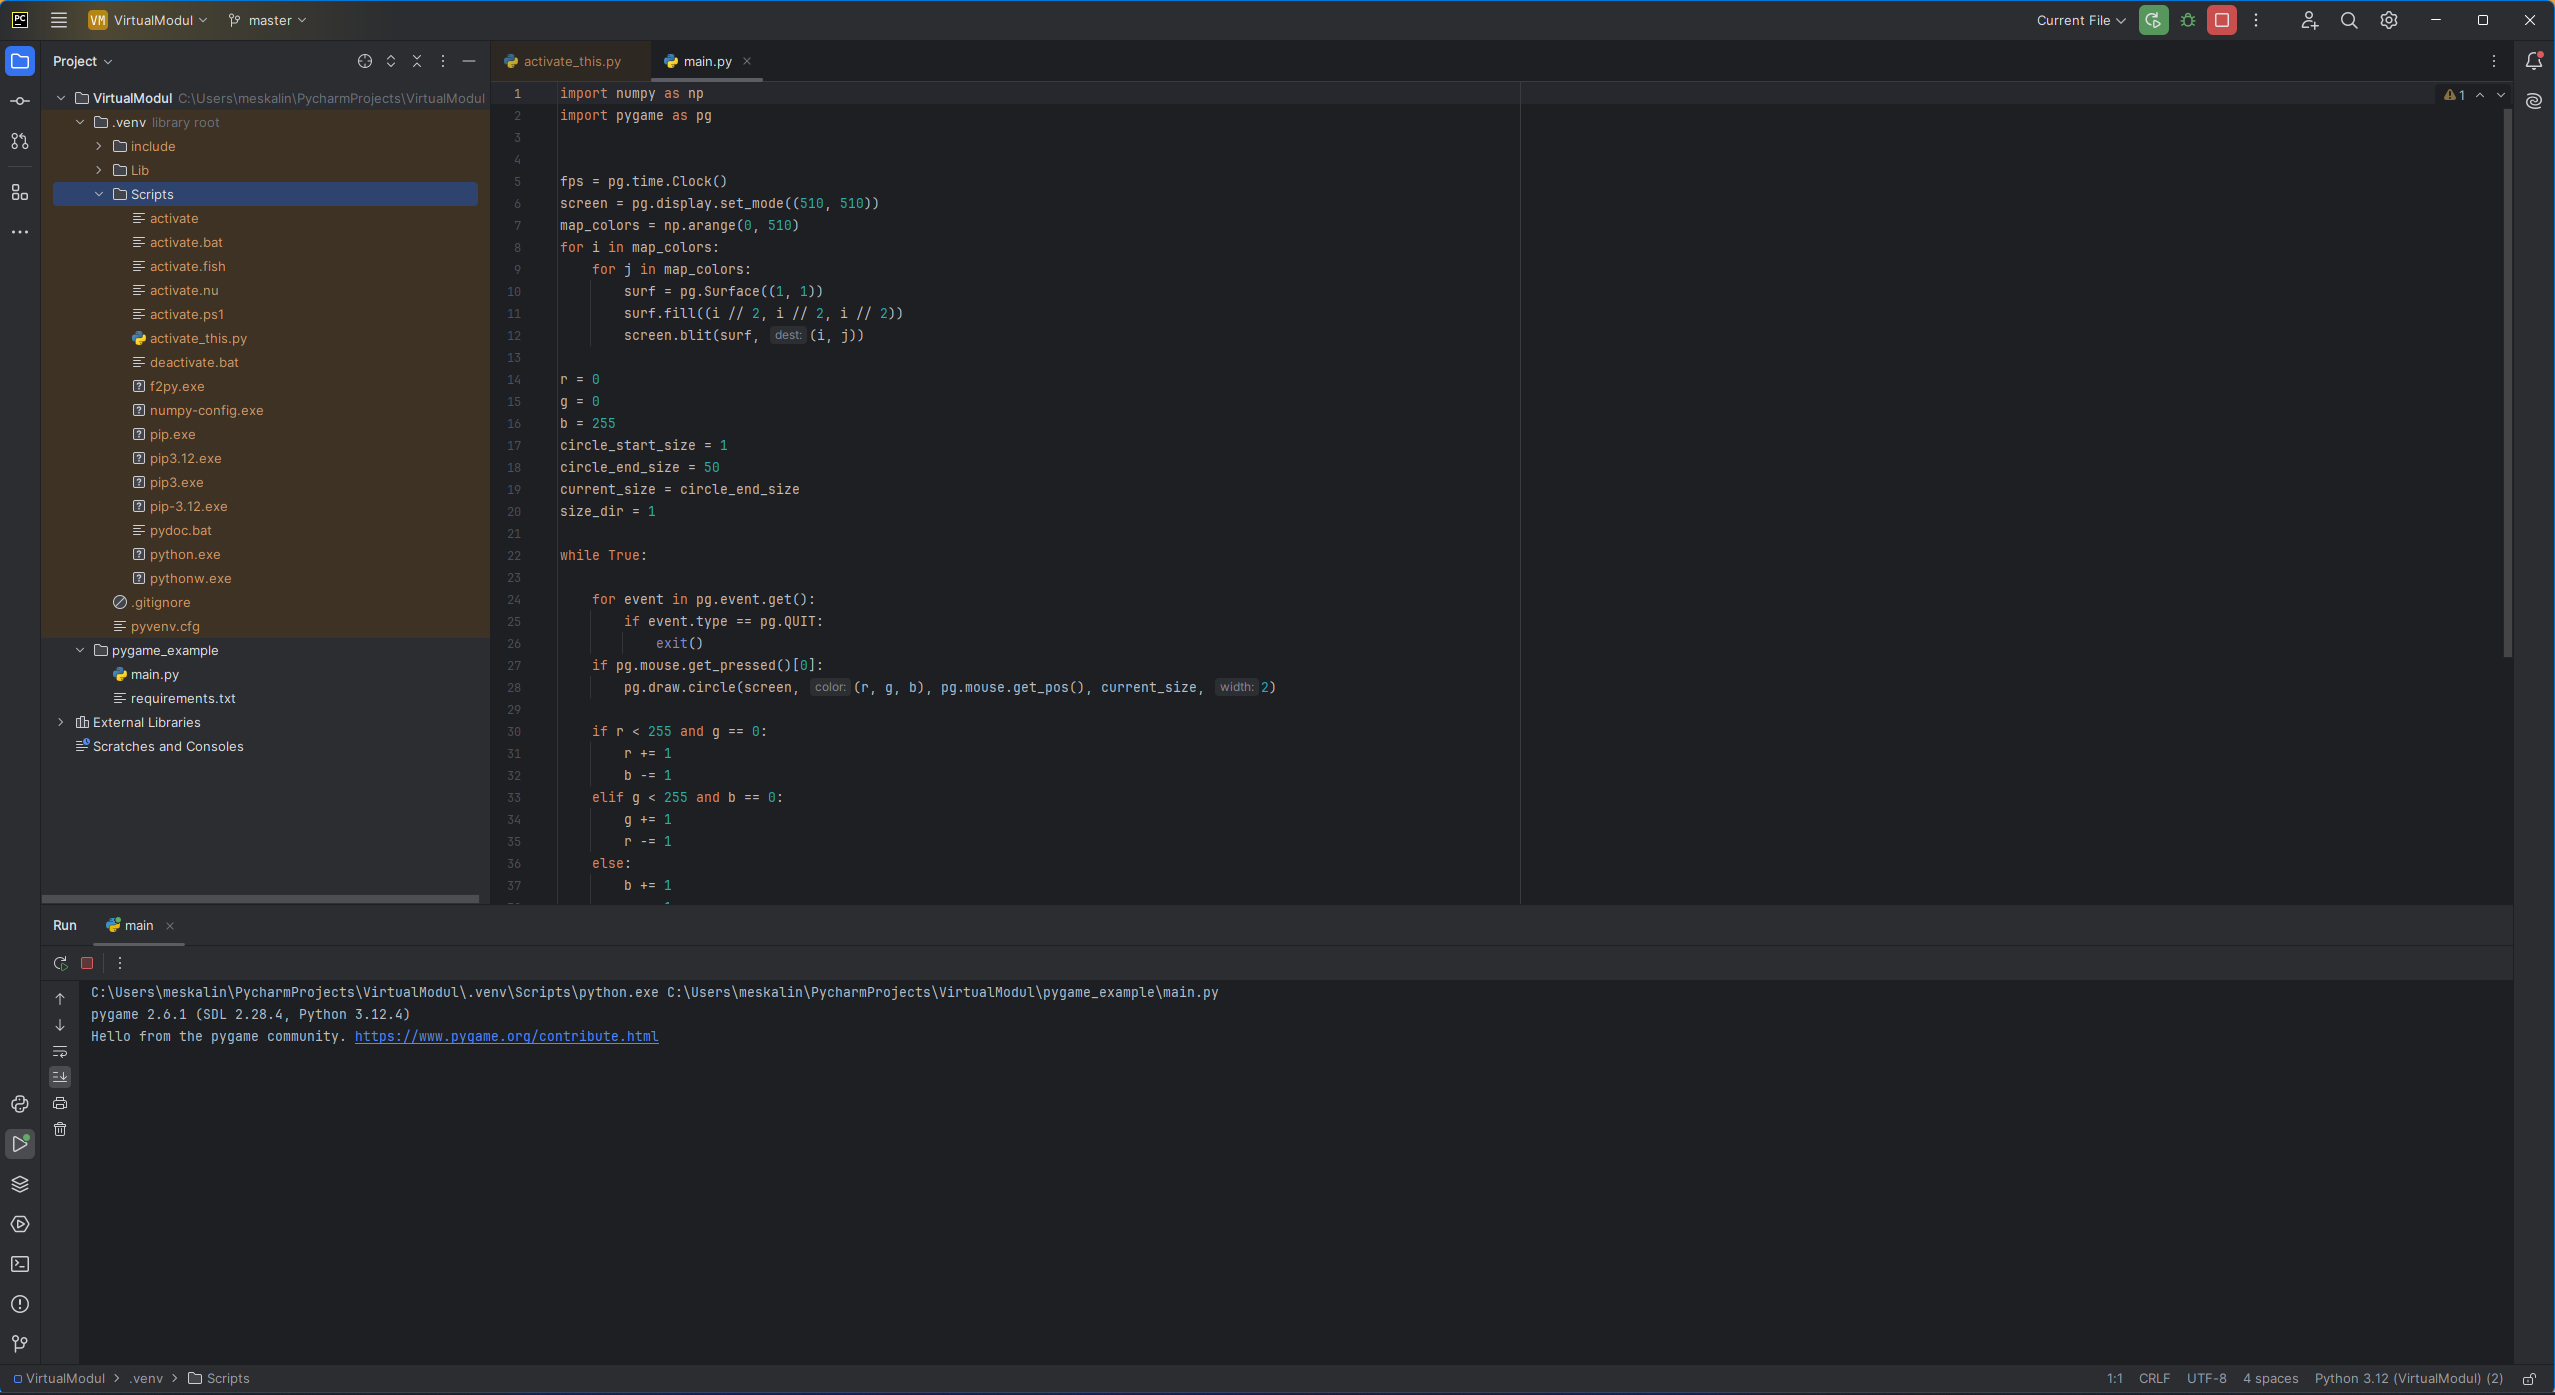 PC VM VirtualModul master Current File
Project
VirtualModul C:\Users\meskalin\PycharmProjects\VirtualModul
.venv library root
include
Lib
Scripts
activate
activate.bat
activate.fish
activate.nu
activate.ps1
activate_this.py
deactivate.bat
f2py.exe
numpy-config.exe
pip.exe
pip3.12.exe
pip3.exe
pip-3.12.exe
pydoc.bat
python.exe
pythonw.exe
.gitignore
pyvenv.cfg
pygame_example
main.py
requirements.txt
External Libraries
Scratches and Consoles
activate_this.py main.py
1
1 import numpy as np
2 import pygame as pg
3
4
5 fps = pg.time.Clock()
6 screen = pg.display.set_mode((510, 510))
7 map_colors = np.arange(0, 510)
8 for i in map_colors:
9 for j in map_colors:
10 surf = pg.Surface((1, 1))
11 surf.fill((i // 2, i // 2, i // 2))
12 screen.blit(surf, dest: (i, j))
13
14 r = 0
15 g = 0
16 b = 255
17 circle_start_size = 1
18 circle_end_size = 50
19 current_size = circle_end_size
20 size_dir = 1
21
22 while True:
23
24 for event in pg.event.get():
25 if event.type == pg.QUIT:
26 exit()
27 if pg.mouse.get_pressed()[0]:
28 pg.draw.circle(screen, color: (r, g, b), pg.mouse.get_pos(), current_size, width: 2)
29
30 if r < 255 and g == 0:
31 r += 1
32 b -= 1
33 elif g < 255 and b == 0:
34 g += 1
35 r -= 1
36 else:
37 b += 1
Run main
C:\Users\meskalin\PycharmProjects\VirtualModul\.venv\Scripts\python.exe C:\Users\meskalin\PycharmProjects\VirtualModul\pygame_example\main.py
pygame 2.6.1 (SDL 2.28.4, Python 3.12.4)
Hello from the pygame community. https://www.pygame.org/contribute.html
VirtualModul > .venv > Scripts 1:1 CRLF UTF-8 4 spaces Python 3.12 (VirtualModul) (2)